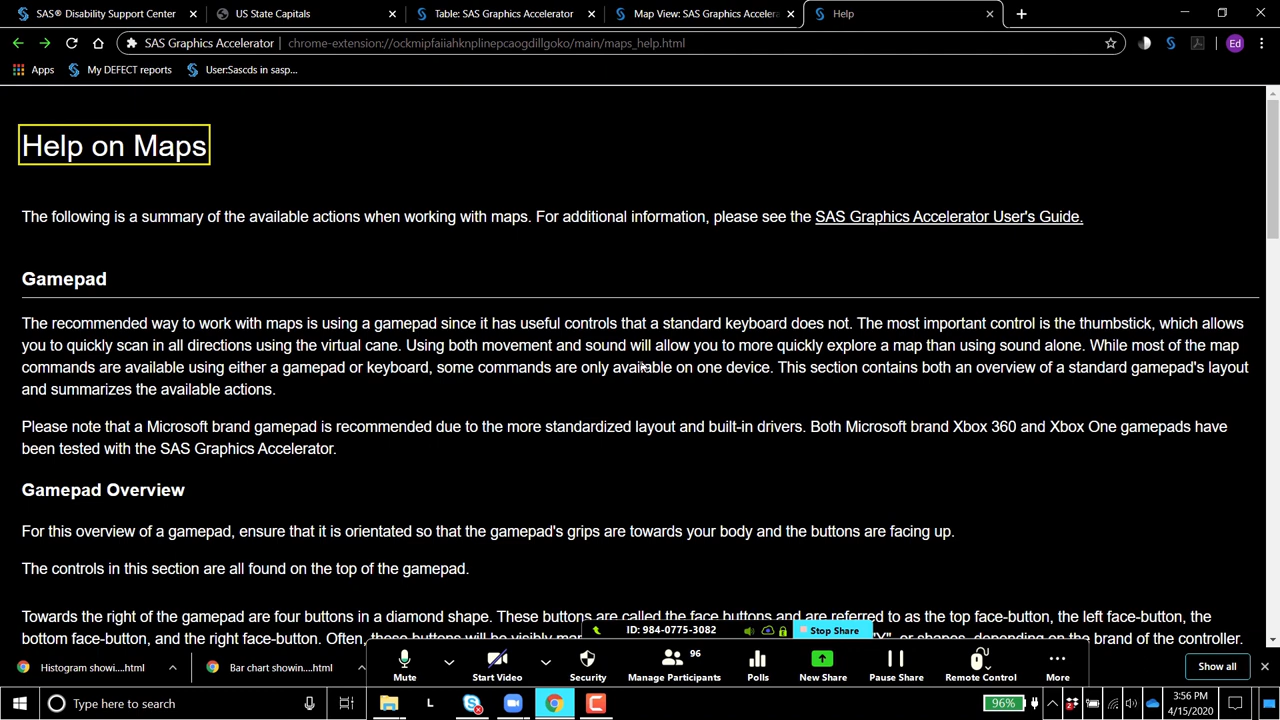 SAS® Disability Support Center
US State Capitals
Table: SAS Graphics Accelerator
Map View: SAS Graphics Accelera
Help
SAS Graphics Accelerator
chrome-extension://ockmipfaiiahknplinepcaogdillgoko/main/maps_help.html
Ed
Apps
My DEFECT reports
User:Sascds in sasp...
Help on Maps
The following is a summary of the available actions when working with maps. For additional information, please see the SAS Graphics Accelerator User's Guide.
Gamepad
The recommended way to work with maps is using a gamepad since it has useful controls that a standard keyboard does not. The most important control is the thumbstick, which allows
you to quickly scan in all directions using the virtual cane. Using both movement and sound will allow you to more quickly explore a map than using sound alone. While most of the map
commands are available using either a gamepad or keyboard, some commands are only available on one device. This section contains both an overview of a standard gamepad's layout
and summarizes the available actions.
Please note that a Microsoft brand gamepad is recommended due to the more standardized layout and built-in drivers. Both Microsoft brand Xbox 360 and Xbox One gamepads have
been tested with the SAS Graphics Accelerator.
Gamepad Overview
For this overview of a gamepad, ensure that it is orientated so that the gamepad's grips are towards your body and the buttons are facing up.
The controls in this section are all found on the top of the gamepad.
Towards the right of the gamepad are four buttons in a diamond shape. These buttons are called the face buttons and are referred to as the top face-button, the left face-button, the
bottom face-button, and the right face-button. Often, these buttons will be visibly "Y", or shapes, depending on the brand of the controller.
ID: 984-0775-3082
Stop Share
Histogram showin....html
Bar chart showin....html
Mute
Start Video
Security
96
Manage Participants
Polls
New Share
Pause Share
Remote Control
More
Show all
Type here to search
L
96%
3:56 PM
4/15/2020